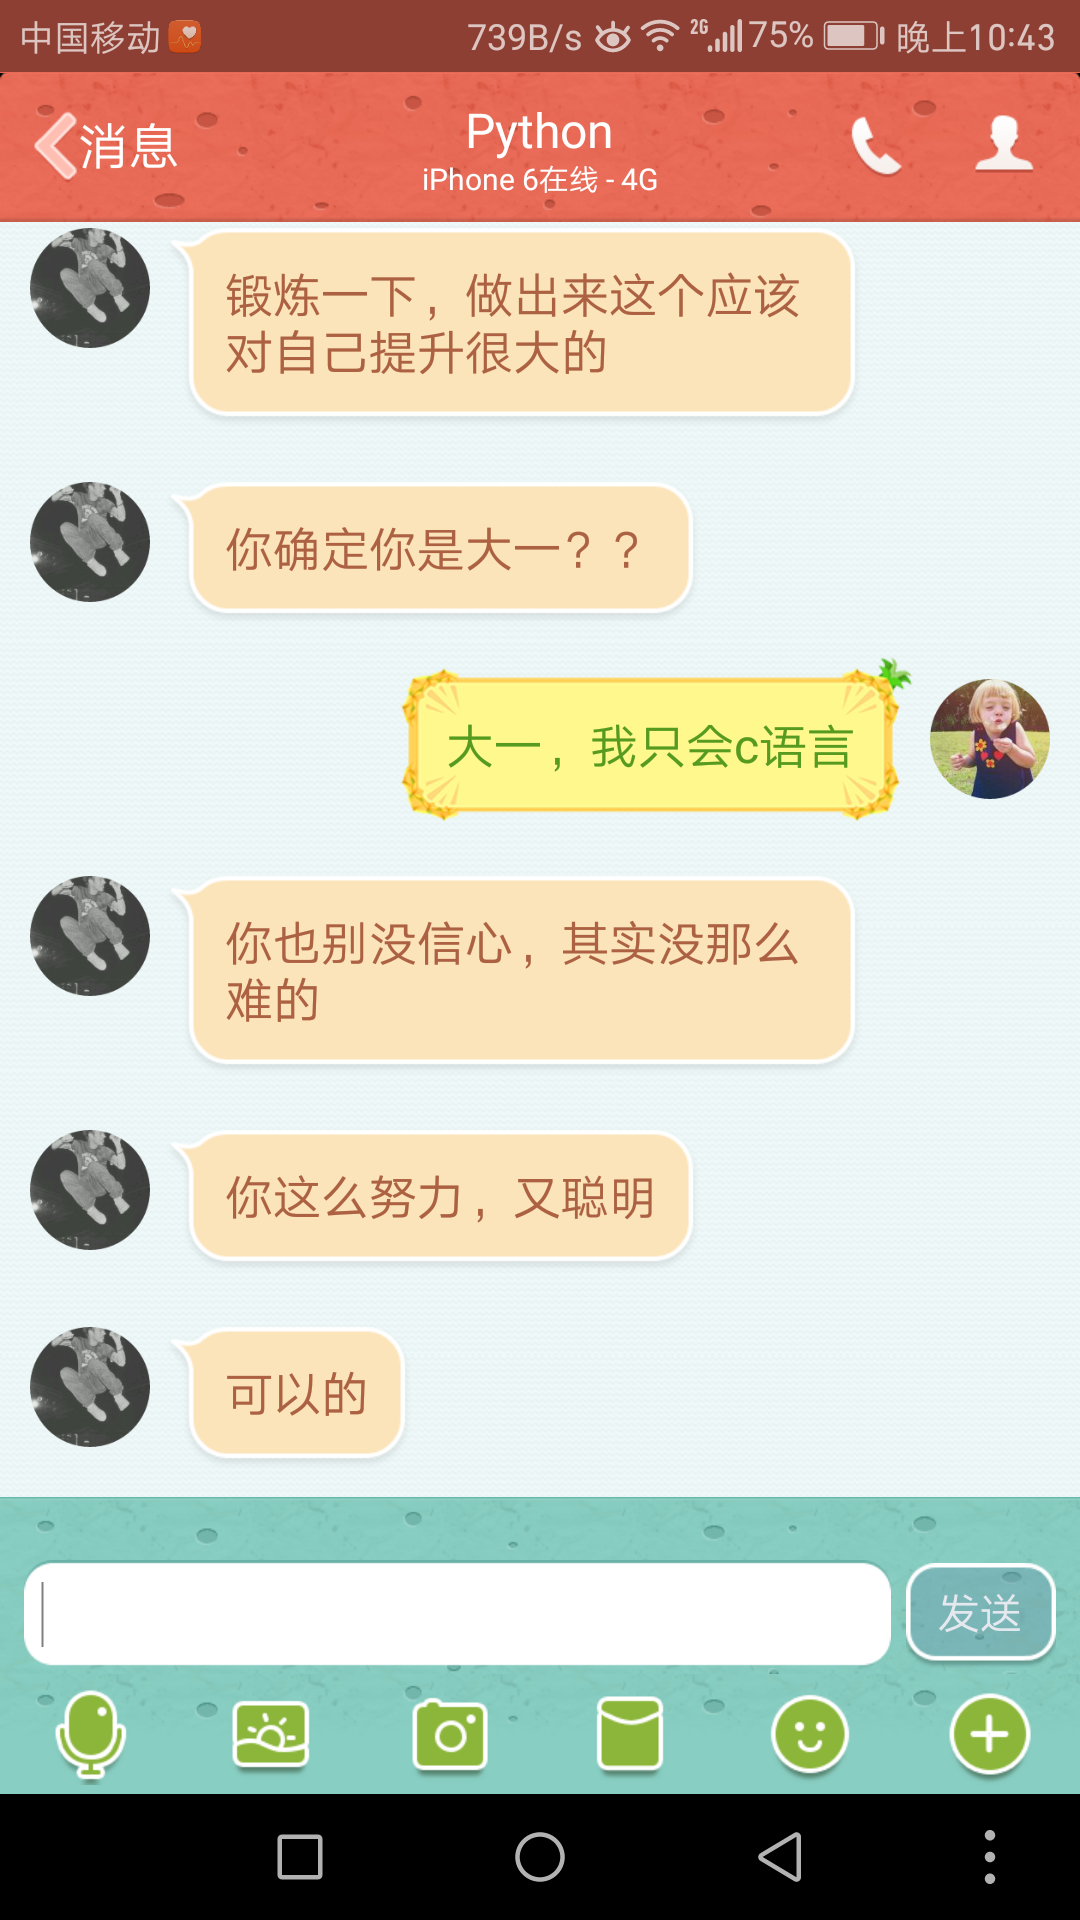 中国移动 739B/s 2G 75% 晚上10:43
消息
Python
iPhone 6在线 - 4G
锻炼一下，做出来这个应该
对自己提升很大的
你确定你是大一？？
大一，我只会c语言
你也别没信心，其实没那么
难的
你这么努力，又聪明
可以的
发送